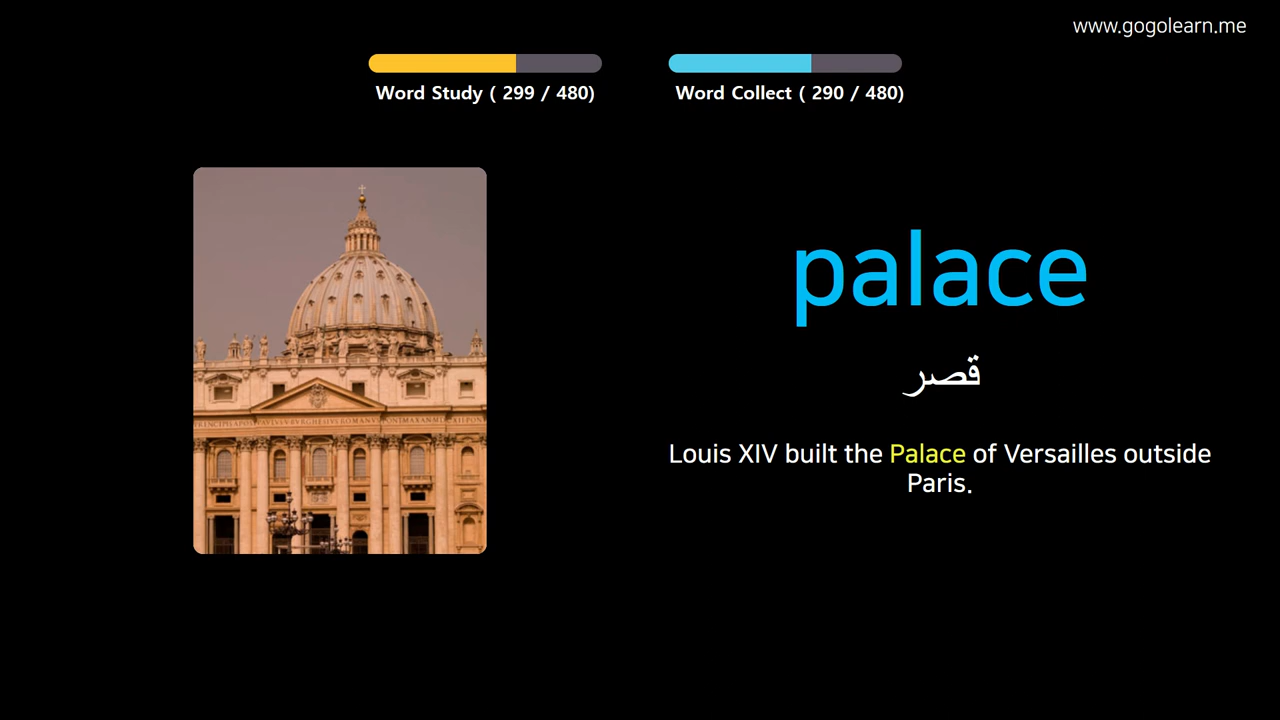 www.gogolearn.me
Word Study ( 299 / 480)
Word Collect ( 290 / 480)
palace
قصر
Louis XIV built the Palace of Versailles outside
Paris.